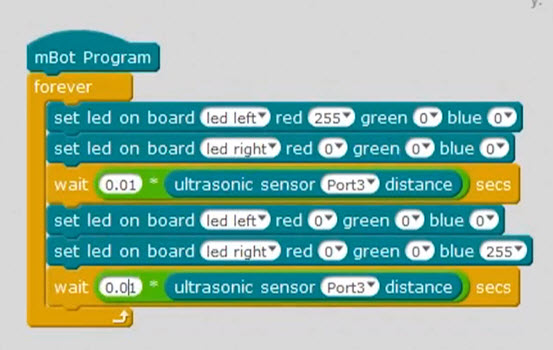 y.
mBot Program
forever
set led on board led left red 255 green 0 blue 0
set led on board led right red 0 green 0 blue 0
wait 0.01 * ultrasonic sensor Port3 distance secs
set led on board led left red 0 green 0 blue 0
set led on board led right red 0 green 0 blue 255
wait 0.01 * ultrasonic sensor Port3 distance secs